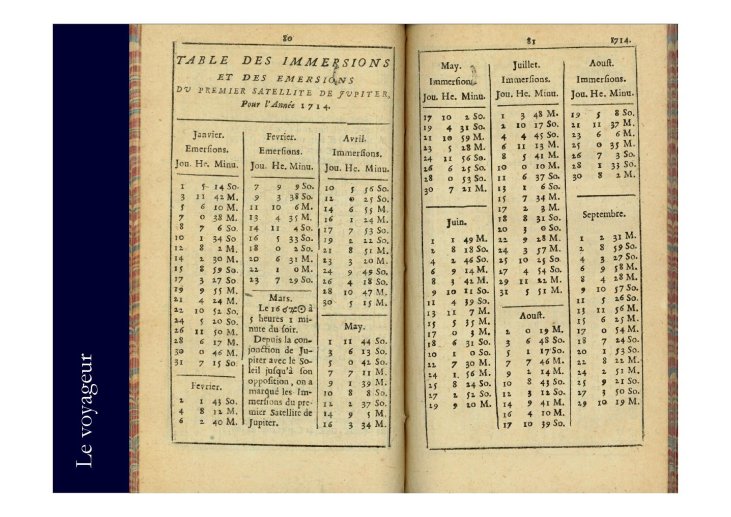 Le voyageur
80
TABLE DES IMMERSIONS
ET DES EMERSIONS
DU PREMIER SATELLITE DE JUPITER,
Pour l'Année 1714.
Janvier.
Emerſions.
Jou. He. Minu.
1 5 14 So.
3 11 42 M.
5 6 10 M.
7 0 38 M.
8 7 6 So.
10 1 34 So
12 8 2 M.
14 2 30 M.
15 8 59 So.
17 3 27 So
19 9 55 M.
21 4 24 M.
22 10 52 So.
24 5 20 So.
26 11 50 M.
28 6 17 M.
30 0 46 M.
31 7 15 So.
Fevrier.
2 1 43 So.
4 8 12 M.
6 2 40 M.
Fevrier.
Emerſions.
Jou. He. Minu.
7 9 9 So.
9 3 38 So.
11 10 6 M.
13 4 35 M.
14 11 4 So.
16 5 33 So.
18 0 2 So.
20 6 31 M.
22 1 0 M.
23 7 29 So.
Mars.
Le 16 ☌♃☉ à
5 heures 1 mi-
nute du ſoir.
Depuis la con-
jonction de Ju-
piter avec le So-
leil juſqu'à ſon
oppoſition, on a
marqué les Im-
merſions du pre-
mier Satellite de
Jupiter.
Avril.
Immerſions.
Jou. He. Minu.
10 5 56 So.
12 0 25 So.
14 6 55 M.
16 1 24 M.
17 7 53 So.
19 2 22 So.
21 8 51 M.
23 3 20 M.
24 9 49 So.
26 4 18 So.
28 10 47 M.
30 5 15 M.
May.
1 11 44 So.
3 6 13 So.
5 0 42 So.
7 7 11 M.
9 1 39 M.
10 8 8 So.
12 2 37 So.
14 9 5 M.
16 3 34 M.
81 1714.
May.
Immerſions.
Jou. He. Minu.
17 10 2 So.
19 4 31 So.
21 10 59 M.
23 5 28 M.
24 11 56 So.
26 6 25 So.
28 0 53 So.
30 7 21 M.
Juin.
1 1 49 M.
2 8 18 So.
4 2 46 So.
6 9 14 M.
8 3 42 M.
9 10 11 So.
11 4 39 So.
13 11 7 M.
15 5 35 M.
17 0 3 M.
18 6 31 So.
20 1 0 So.
22 7 30 M.
24 1 56 M.
25 8 24 So.
27 2 52 So.
29 9 20 M.
Juillet.
Immerſions.
Jou. He. Minu.
1 3 48 M.
2 10 17 So.
4 4 45 So.
6 11 13 M.
8 5 41 M.
10 0 10 M.
11 6 37 So.
13 1 6 So.
15 7 34 M.
17 2 3 M.
18 8 31 So.
20 3 0 So.
22 9 28 M.
24 3 57 M.
25 10 25 So.
27 4 54 So.
29 11 22 M.
31 5 51 M.
Aouſt.
2 0 19 M.
3 6 48 So.
5 1 17 So.
7 7 46 M.
9 2 14 M.
10 8 43 So.
12 3 12 So.
14 9 41 M.
16 4 10 M.
17 10 39 So.
Aouſt.
Immerſions.
Jou. He. Minu.
19 5 8 So.
21 11 37 M.
23 6 6 M.
25 0 35 M.
26 7 3 So.
28 1 33 So.
30 8 2 M.
Septembre.
1 2 31 M.
2 8 59 So.
4 3 27 So.
6 9 58 M.
8 4 28 M.
9 10 57 So.
11 5 26 So.
13 11 56 M.
15 6 25 M.
17 0 54 M.
18 7 24 So.
20 1 53 So.
22 8 22 M.
24 2 51 M.
25 9 21 So.
27 3 50 So.
29 10 19 M.